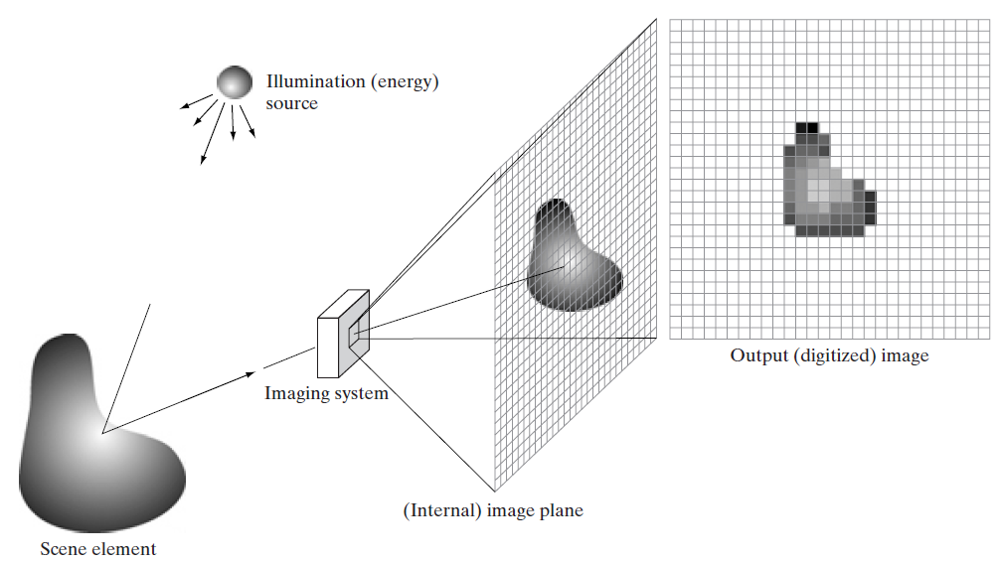 Illumination (energy)
source
Output (digitized) image
Imaging system
(Internal) image plane
Scene element